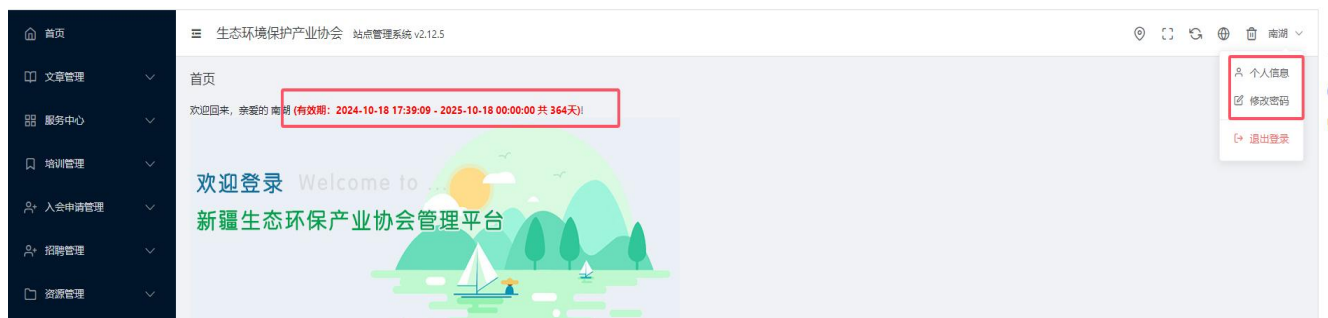 首页
文章管理
服务中心
培训管理
入会申请管理
招聘管理
资源管理
生态环境保护产业协会 站点管理系统 v2.12.5
南湖
个人信息
修改密码
退出登录
首页
欢迎回来，亲爱的 南湖 (有效期：2024-10-18 17:39:09 - 2025-10-18 00:00:00 共 364天)!
欢迎登录 Welcome to ...
新疆生态环保产业协会管理平台